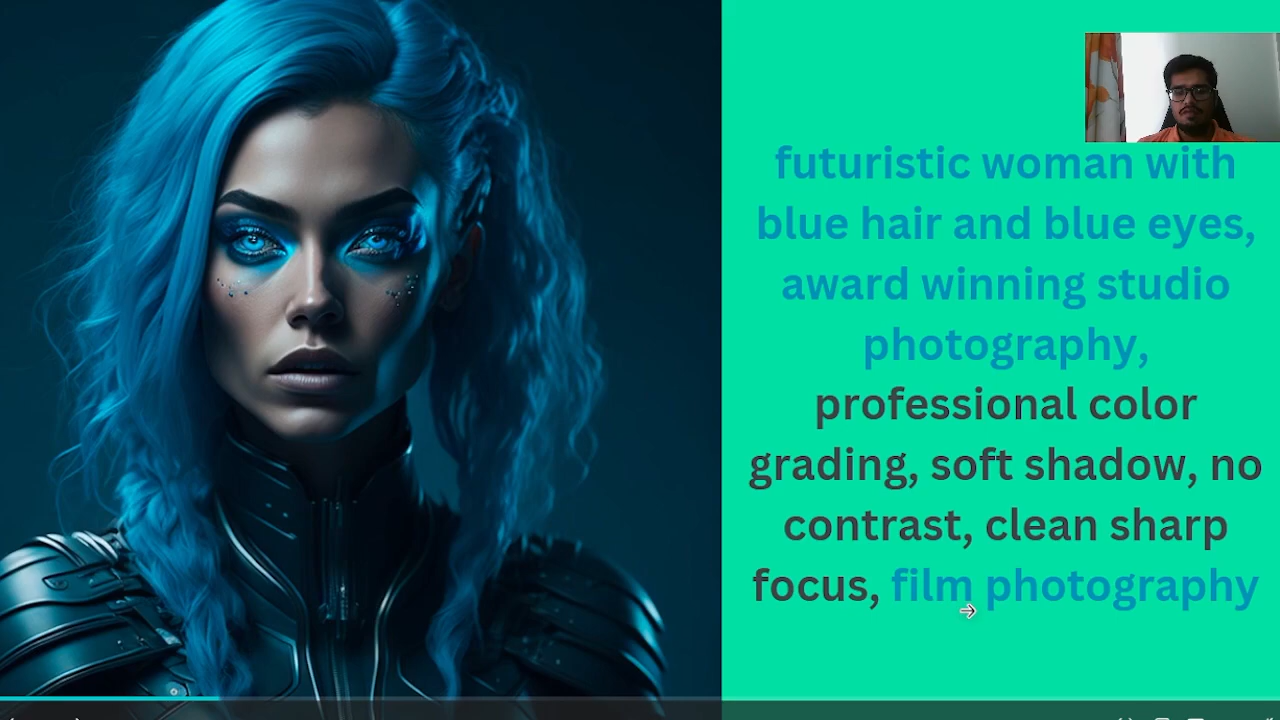 futuristic woman with
blue hair and blue eyes,
award winning studio
photography,
professional color
grading, soft shadow, no
contrast, clean sharp
focus, film photography